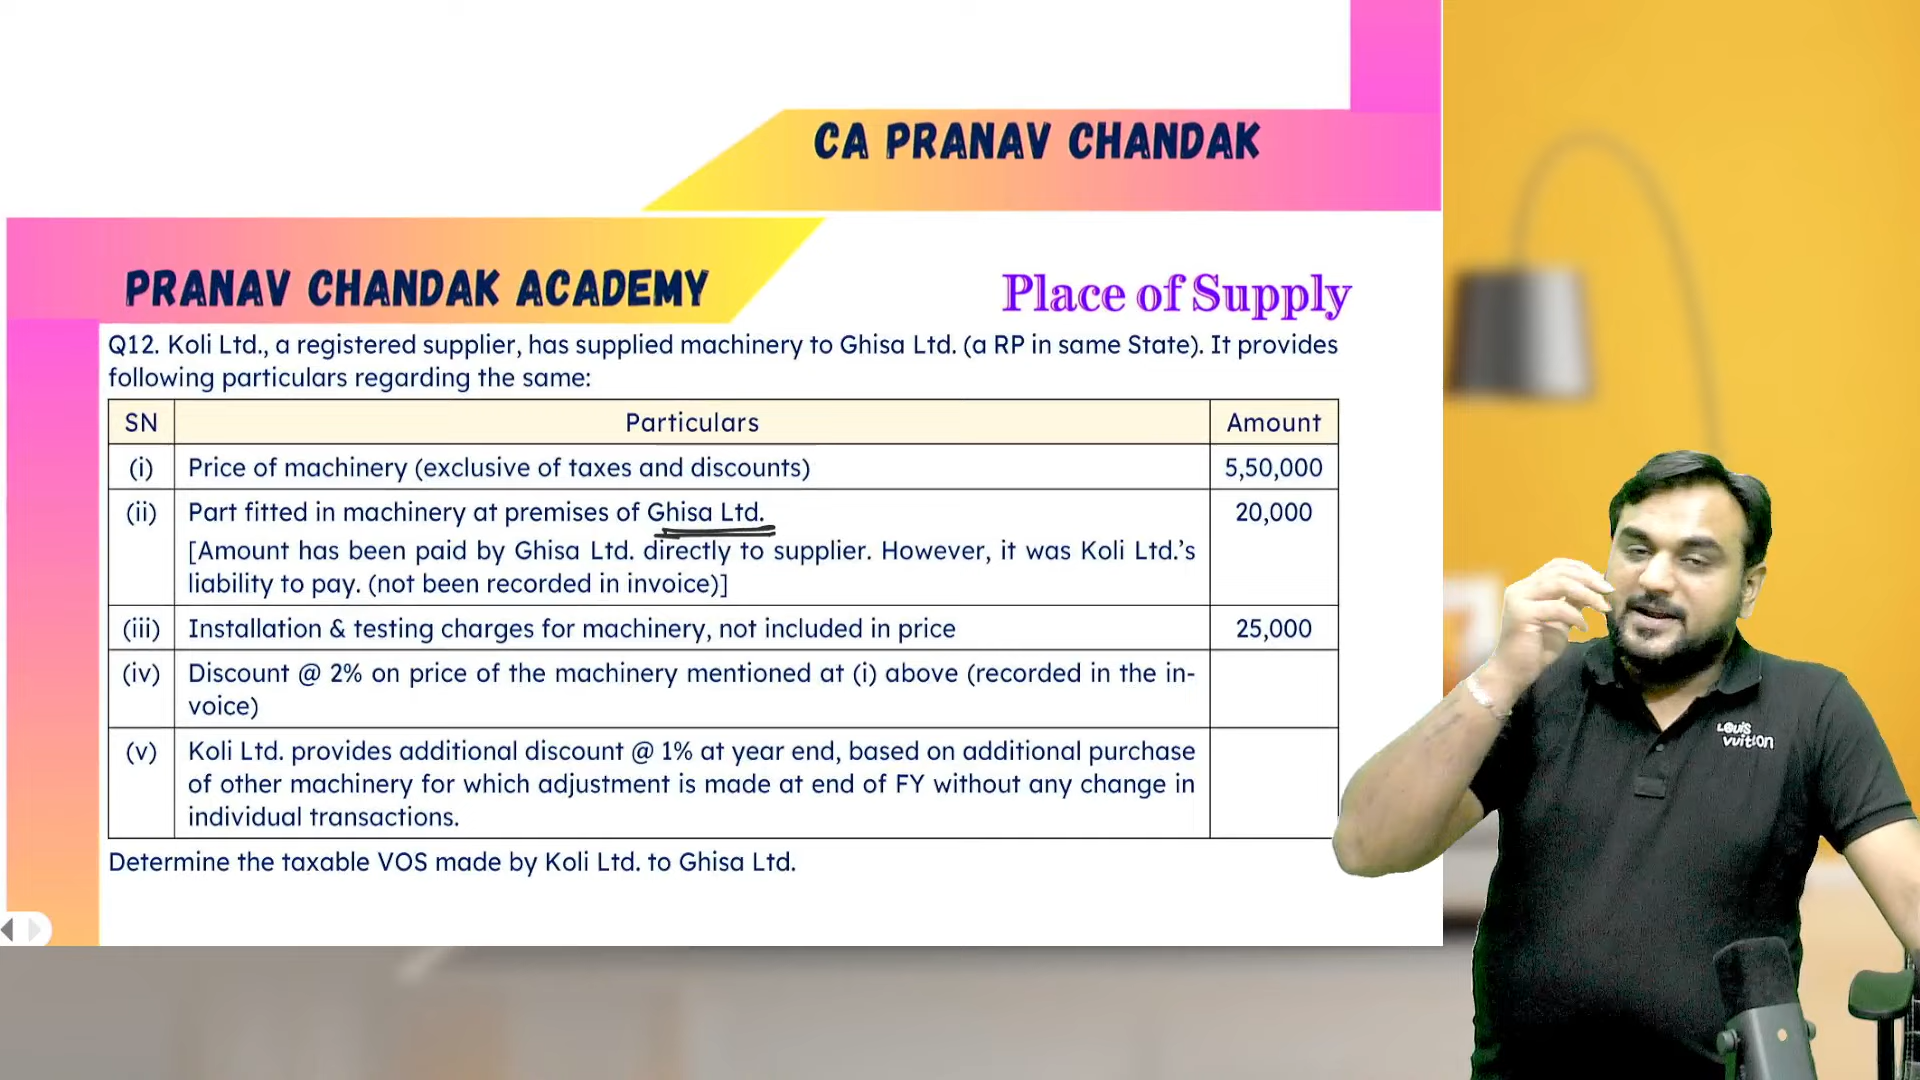 CA PRANAV CHANDAK
PRANAV CHANDAK ACADEMY
Place of Supply
Q12. Koli Ltd., a registered supplier, has supplied machinery to Ghisa Ltd. (a RP in same State). It provides
following particulars regarding the same:
SN Particulars Amount
(i) Price of machinery (exclusive of taxes and discounts) 5,50,000
(ii) Part fitted in machinery at premises of Ghisa Ltd. 20,000
[Amount has been paid by Ghisa Ltd. directly to supplier. However, it was Koli Ltd.'s
liability to pay. (not been recorded in invoice)]
(iii) Installation & testing charges for machinery, not included in price 25,000
(iv) Discount @ 2% on price of the machinery mentioned at (i) above (recorded in the in-
voice)
(v) Koli Ltd. provides additional discount @ 1% at year end, based on additional purchase
of other machinery for which adjustment is made at end of FY without any change in
individual transactions.
Determine the taxable VOS made by Koli Ltd. to Ghisa Ltd.
Louis
vuitton